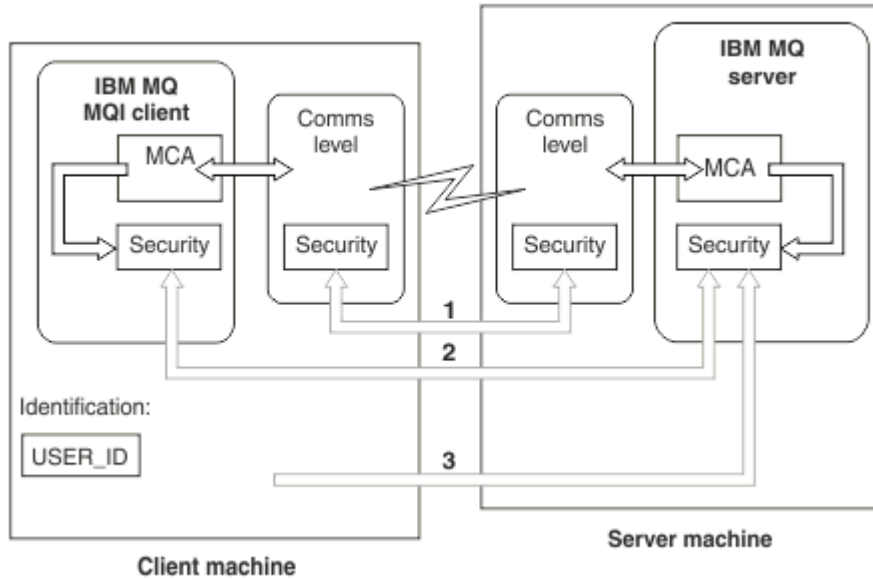 IBM MQ
MQI client
MCA
Security
Comms
level
Security
Comms
level
Security
IBM MQ
server
MCA
Security
1
2
3
Identification:
USER_ID
Client machine
Server machine